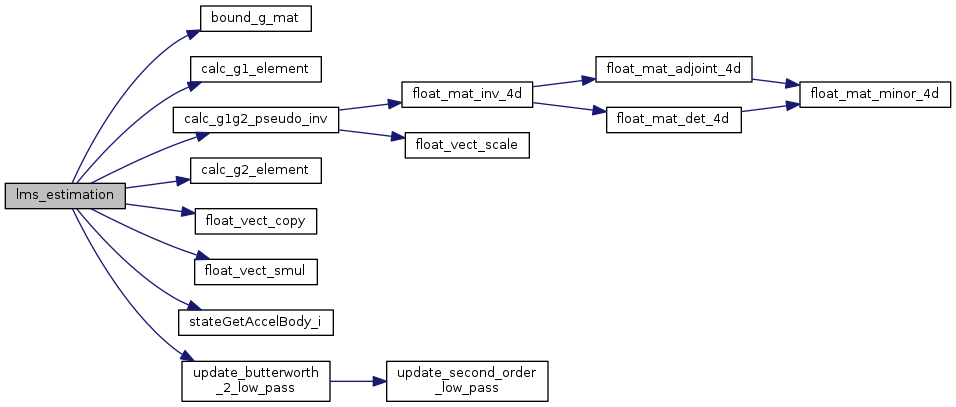 bound_g_mat
calc_g1_element
float_mat_adjoint_4d
float_mat_inv_4d
float_mat_minor_4d
calc_g1g2_pseudo_inv
float_mat_det_4d
float_vect_scale
calc_g2_element
lms_estimation
float_vect_copy
float_vect_smul
stateGetAccelBody_i
update_butterworth
_2_low_pass
update_second_order
_low_pass